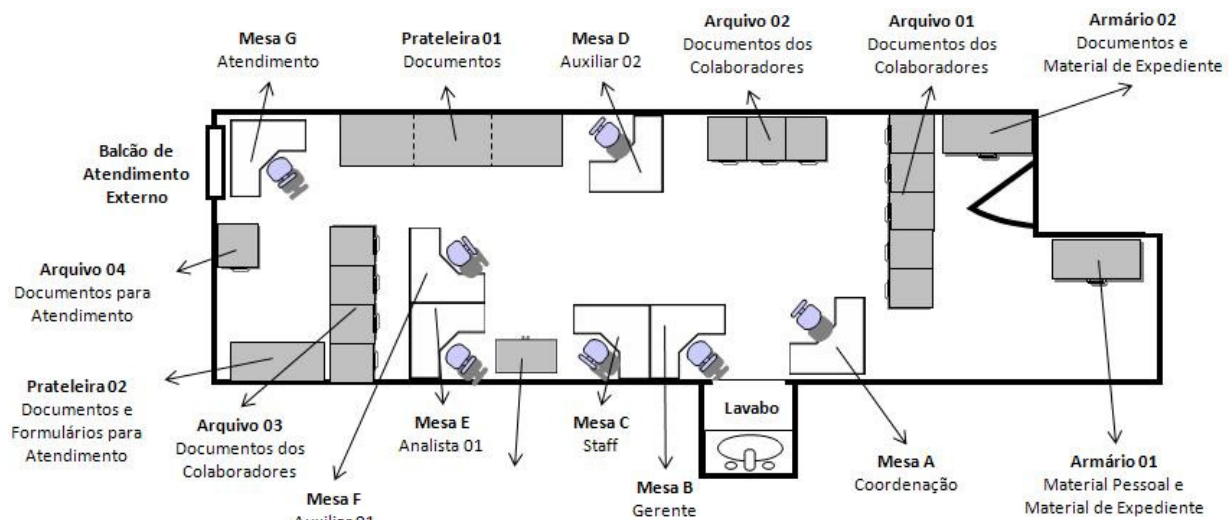 Mesa G
Atendimento
Prateleira 01
Documentos
Mesa D
Auxiliar 02
Arquivo 02
Documentos dos
Colaboradores
Arquivo 01
Documentos dos
Colaboradores
Armário 02
Documentos e
Material de Expediente
Balcão de
Atendimento
Externo
Arquivo 04
Documentos para
Atendimento
Prateleira 02
Documentos e
Formulários para
Atendimento
Arquivo 03
Documentos dos
Colaboradores
Mesa F
Auxiliar 01
Mesa E
Analista 01
Mesa C
Staff
Mesa B
Gerente
Lavabo
Mesa A
Coordenação
Armário 01
Material Pessoal e
Material de Expediente